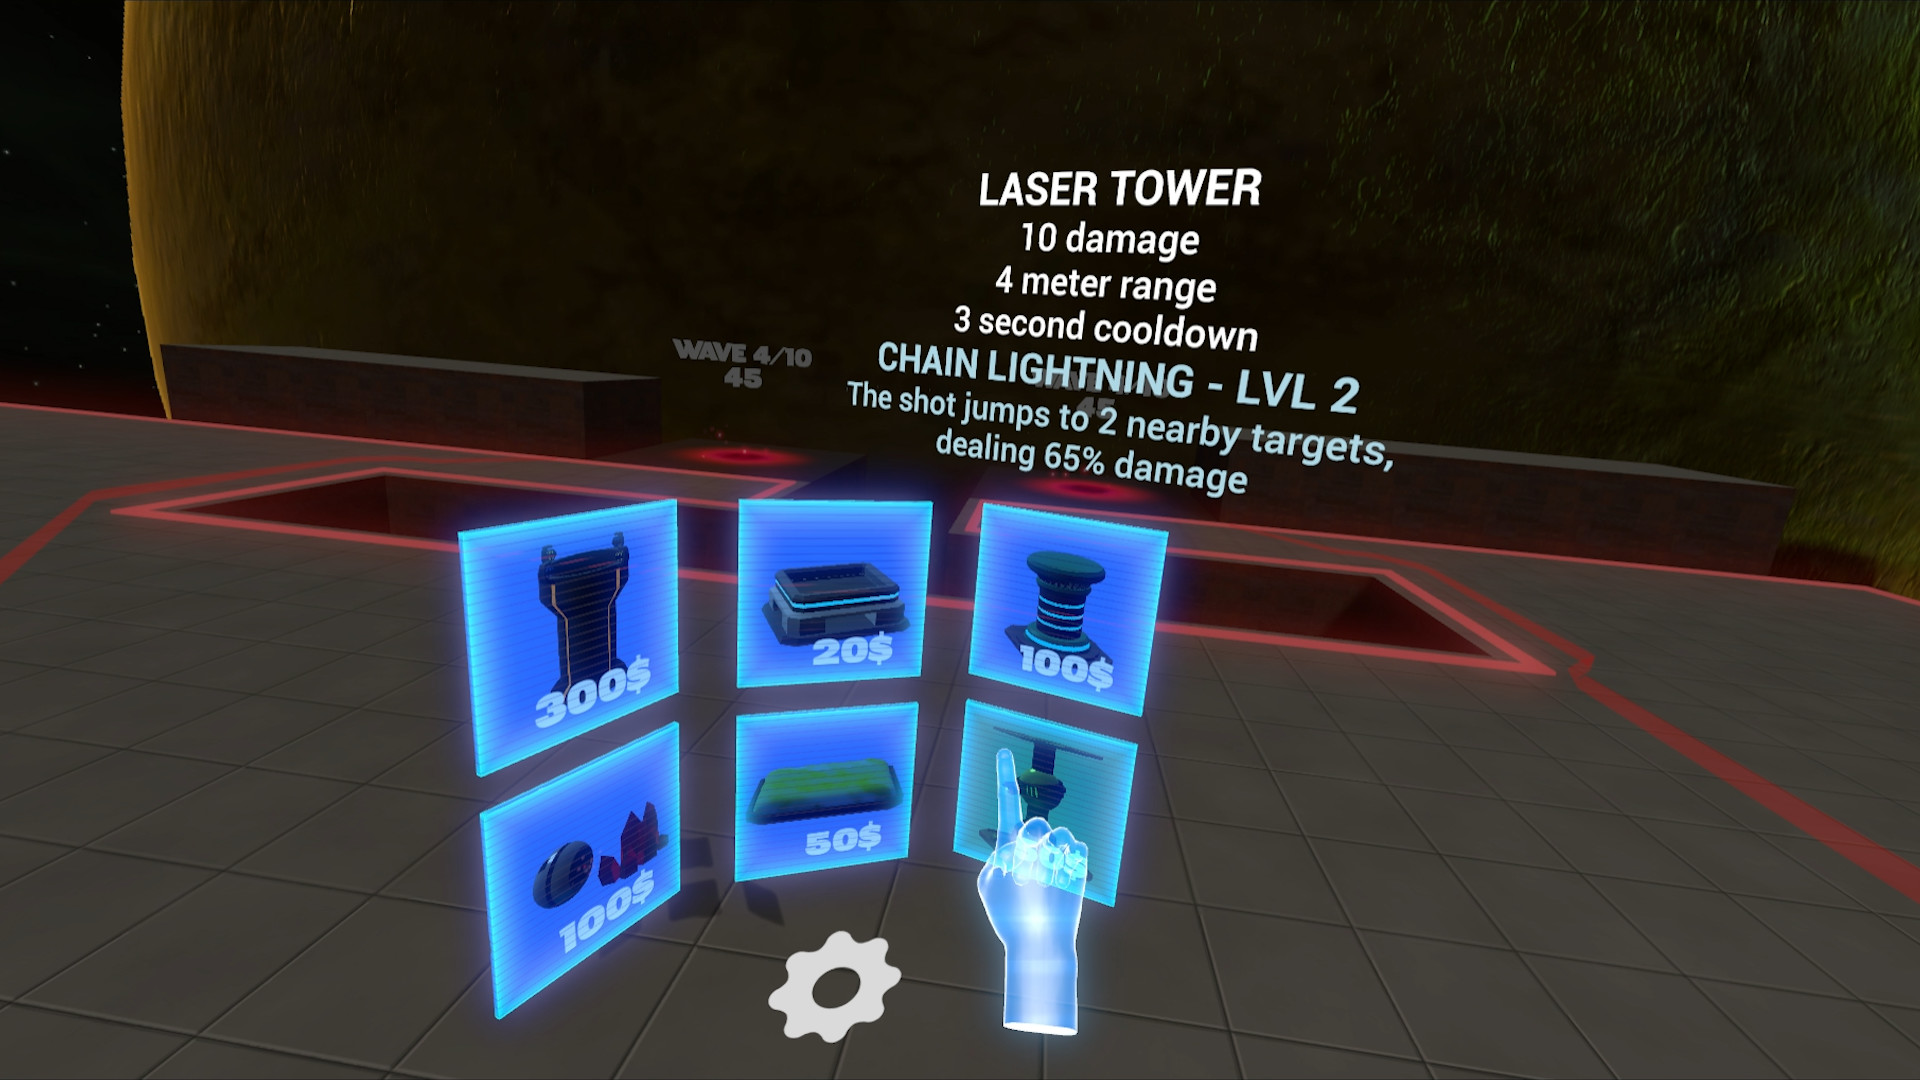 LASER TOWER
10 damage
4 meter range
3 second cooldown
CHAIN LIGHTNING - LVL 2
The shot jumps to 2 nearby targets,
dealing 65% damage
WAVE 4/10
45
45
300$
20$
100$
100$
50$